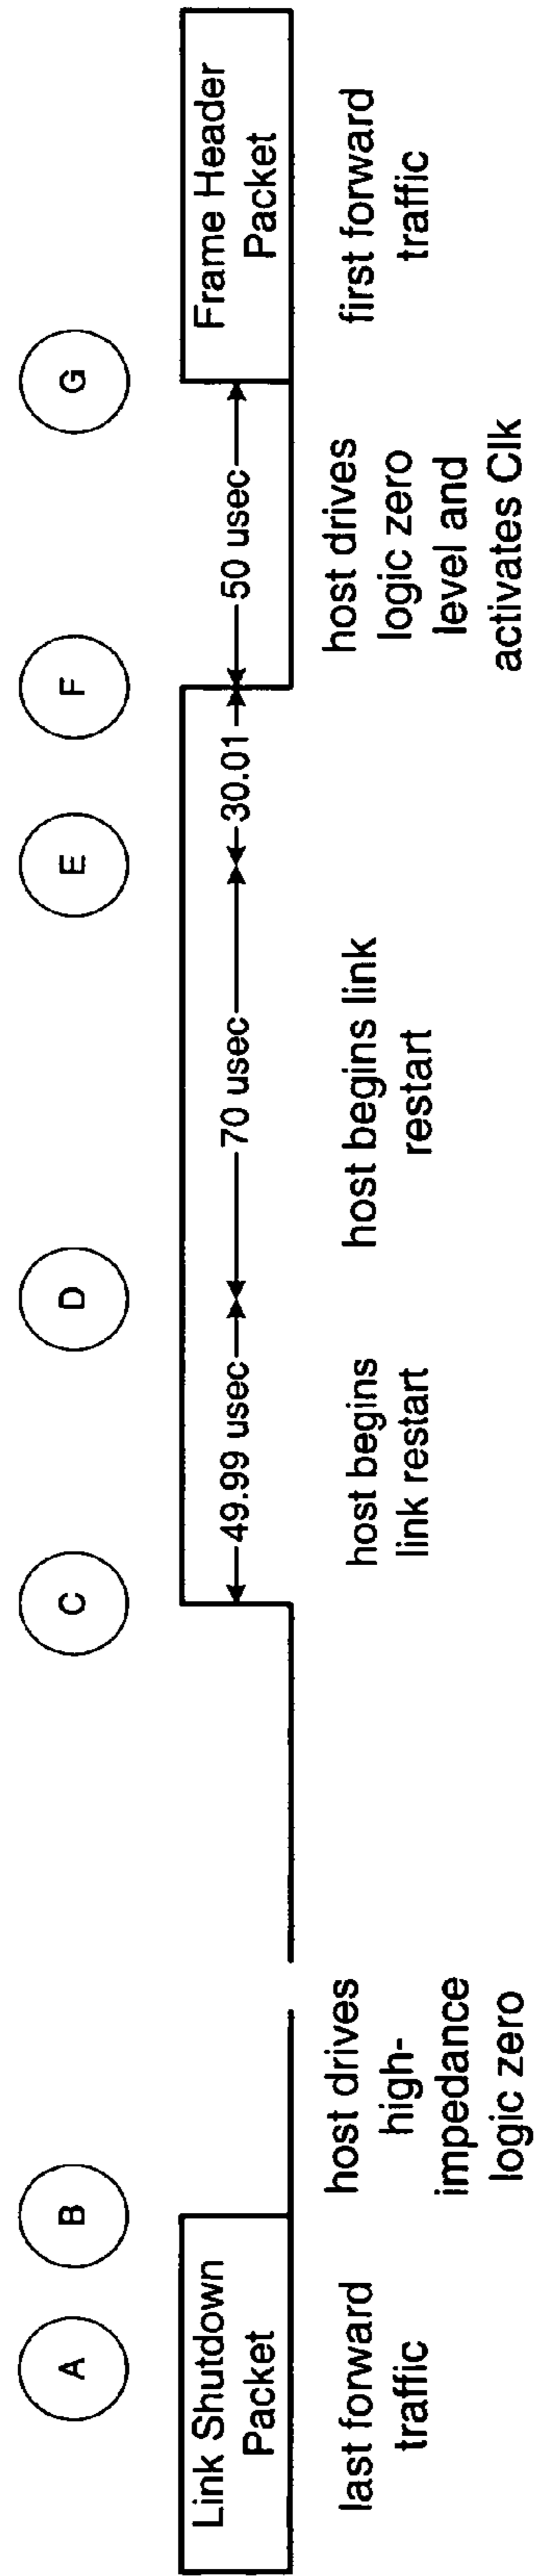 A
B
C
D
E
F
G
Link Shutdown
Packet
49.99 usec
70 usec
30.01
50 usec
Frame Header
Packet
last forward
traffic
host drives
high-
impedance
logic zero
host begins
link restart
host begins link
restart
host drives
logic zero
level and
activates Clk
first forward
traffic